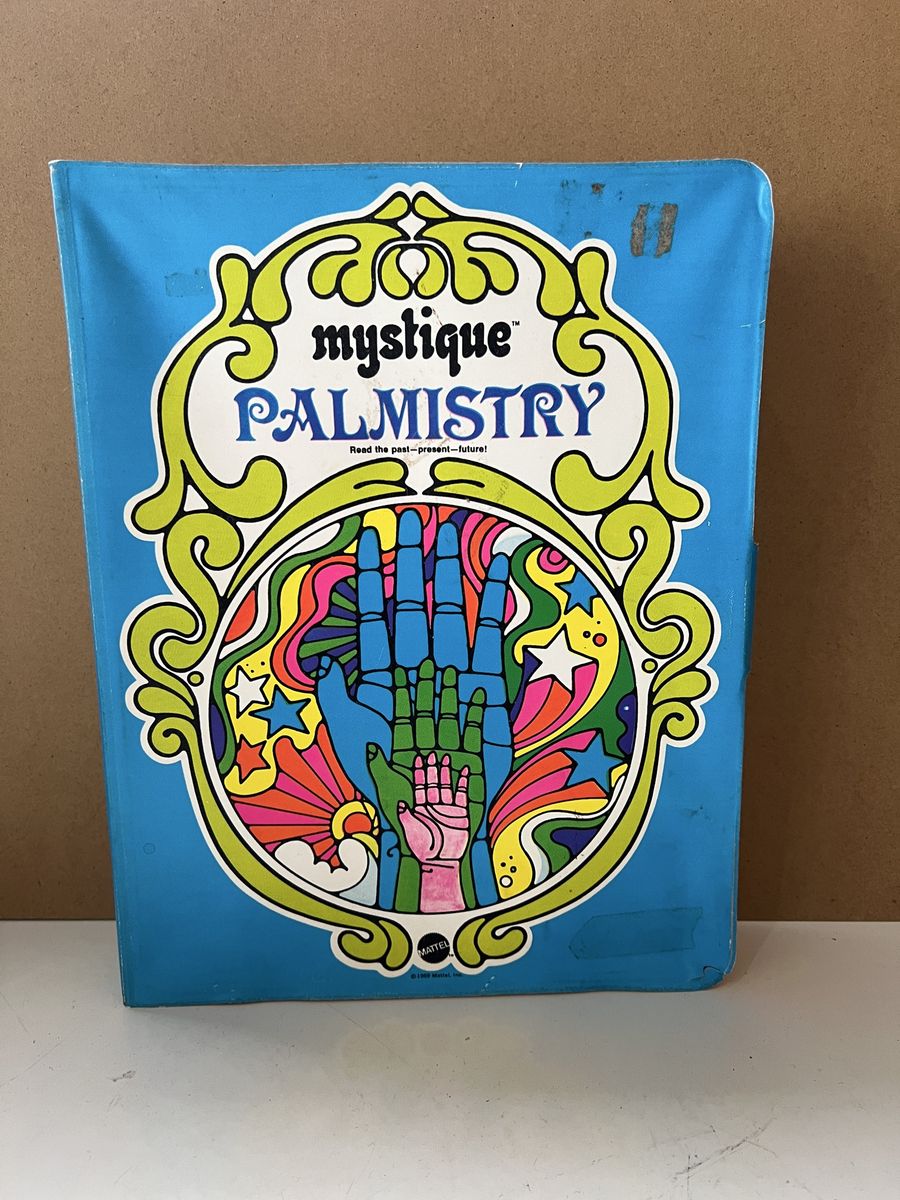 mystique™
PALMISTRY
Read the past—present—future!
MATTEL
© 1969 Mattel, Inc.